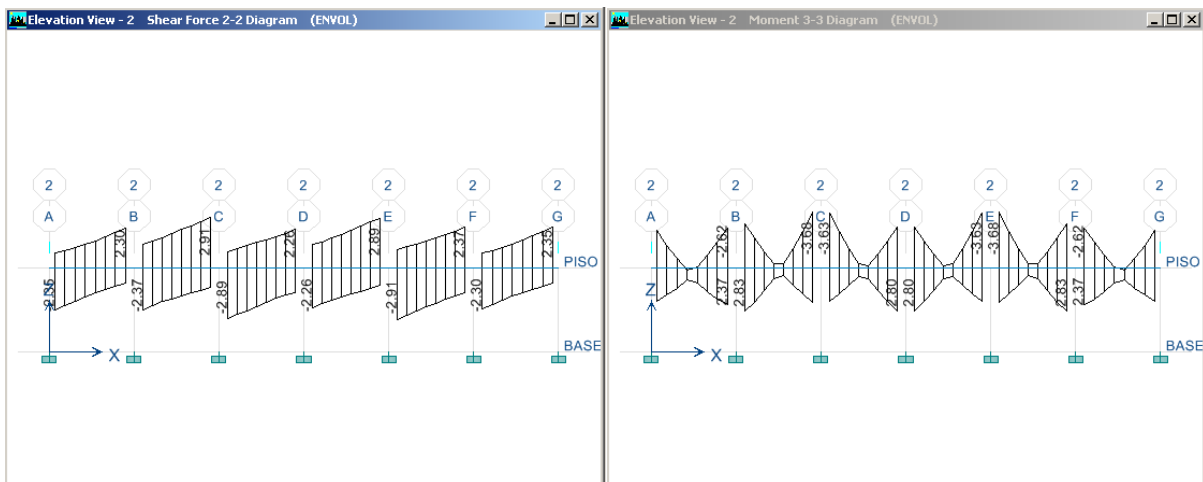 Elevation View - 2 Shear Force 2-2 Diagram (ENVOL)
2 2 2 2 2 2 2
A B C D E F G
2.30 2.91 2.26 2.89 2.37 2.35
PISO
-2.35 -2.37 -2.89 -2.26 -2.91 -2.30
X
BASE
Elevation View - 2 Moment 3-3 Diagram (ENVOL)
2 2 2 2 2 2 2
A B C D E F G
-2.62 -3.68 -3.63 -3.63 -3.68 -2.62
PISO
2.37 2.83 2.80 2.80 2.83 2.37
Z
X
BASE